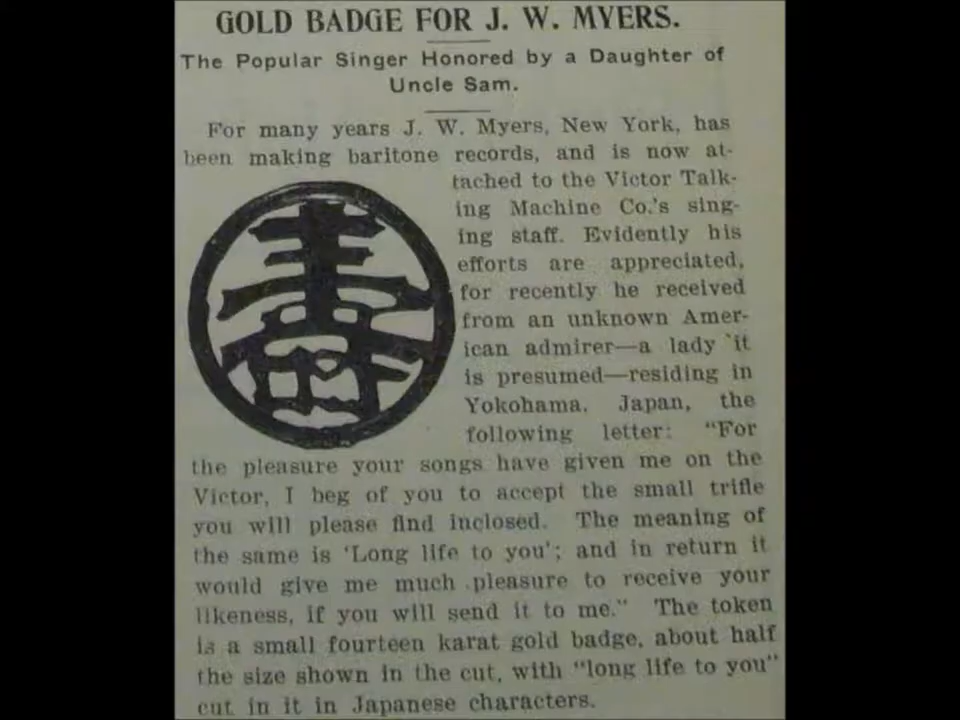 GOLD BADGE FOR J. W. MYERS.
The Popular Singer Honored by a Daughter of
Uncle Sam.
For many years J. W. Myers, New York, has
been making baritone records, and is now at-
tached to the Victor Talk-
ing Machine Co.'s sing-
ing staff. Evidently his
efforts are appreciated,
for recently he received
from an unknown Amer-
ican admirer—a lady it
is presumed—residing in
Yokohama, Japan, the
following letter: "For
the pleasure your songs have given me on the
Victor, I beg of you to accept the small trifle
you will please find inclosed. The meaning of
the same is 'Long life to you'; and in return it
would give me much pleasure to receive your
likeness, if you will send it to me." The token
is a small fourteen karat gold badge, about half
the size shown in the cut, with "long life to you"
cut in it in Japanese characters.